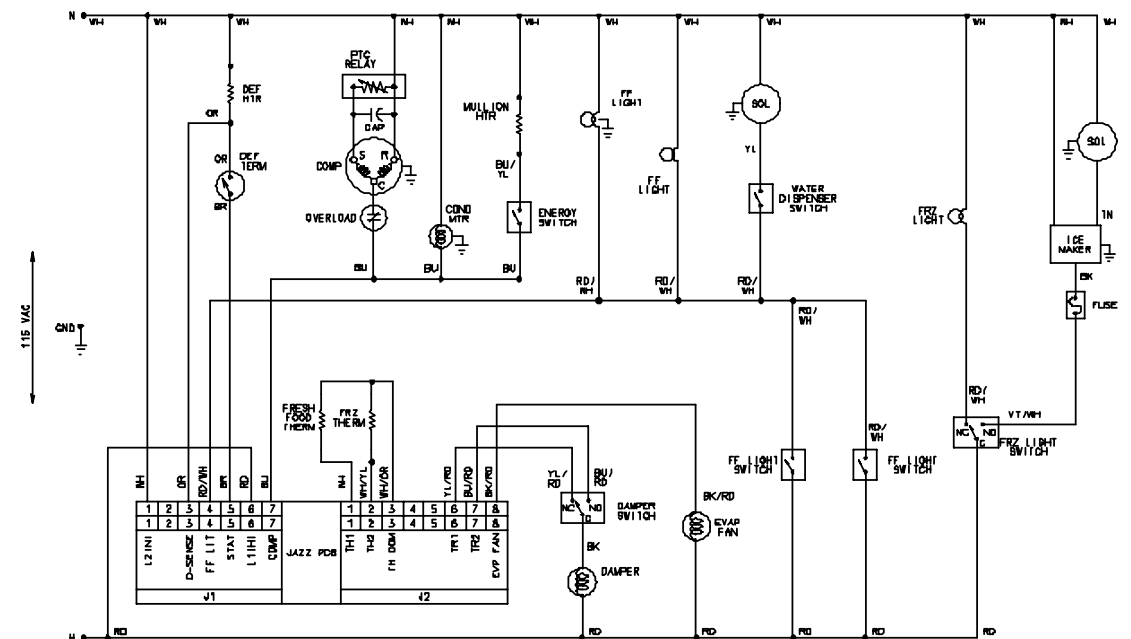 N
WH WH WH WH WH WH WH WH WH WH WH
PTC
RELAY
DEF
HTR
OR
CAP
S R
C
COMP
OVERLOAD
OR
DEF
TERM
BR
MULLION
HTR
BU/
YL
ENERGY
SWITCH
COND
MTR
FF
LIGHT
FF
LIGHT
SOL
YL
WATER
DISPENSER
SWITCH
FRZ
LIGHT
SOL
TN
ICE
MAKER
BK
FUSE
BU BU BU
RD/
WH
RD/
WH
RD/
WH
RD/
WH
115 VAC
GND
RD/
WH
VT/WH
NC NO
C
FRZ LIGHT
SWITCH
RD/
WH
FF LIGHT
SWITCH
FF LIGHT
SWITCH
FRESH
FOOD
THERM
FRZ
THERM
WH OR RD/WH BR RD BU
WH WH/YL WH/OR YL/RD BU/RD BK/RD
YL/
RD
BU/
RD
NC NO
C
DAMPER
SWITCH
BK
DAMPER
BK/RD
EVAP
FAN
1 2 3 4 5 6 7
1 2 3 4 5 6 7
1 2 3 4 5 6 7 8
1 2 3 4 5 6 7 8
L2INI
D-SENSE
FF LIT
STAT
L1IHI
COMP
JAZZ PCB
TH1
TH2
TH COM
TR1
TR2
EVP FAN
J1
J2
H
RD RD RD RD RD RD